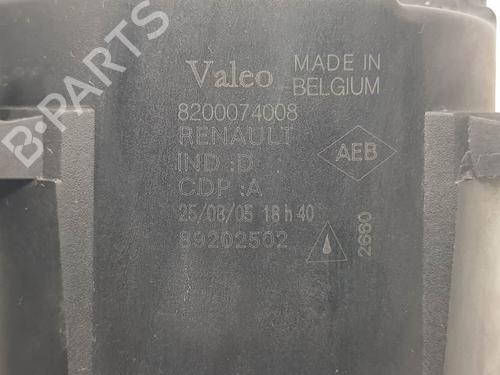 Valeo
MADE IN
BELGIUM
8200074008
RENAULT
IND :D
CDP :A
25/08/05 18 h 40
89202502
AEB
2660
B-PARTS